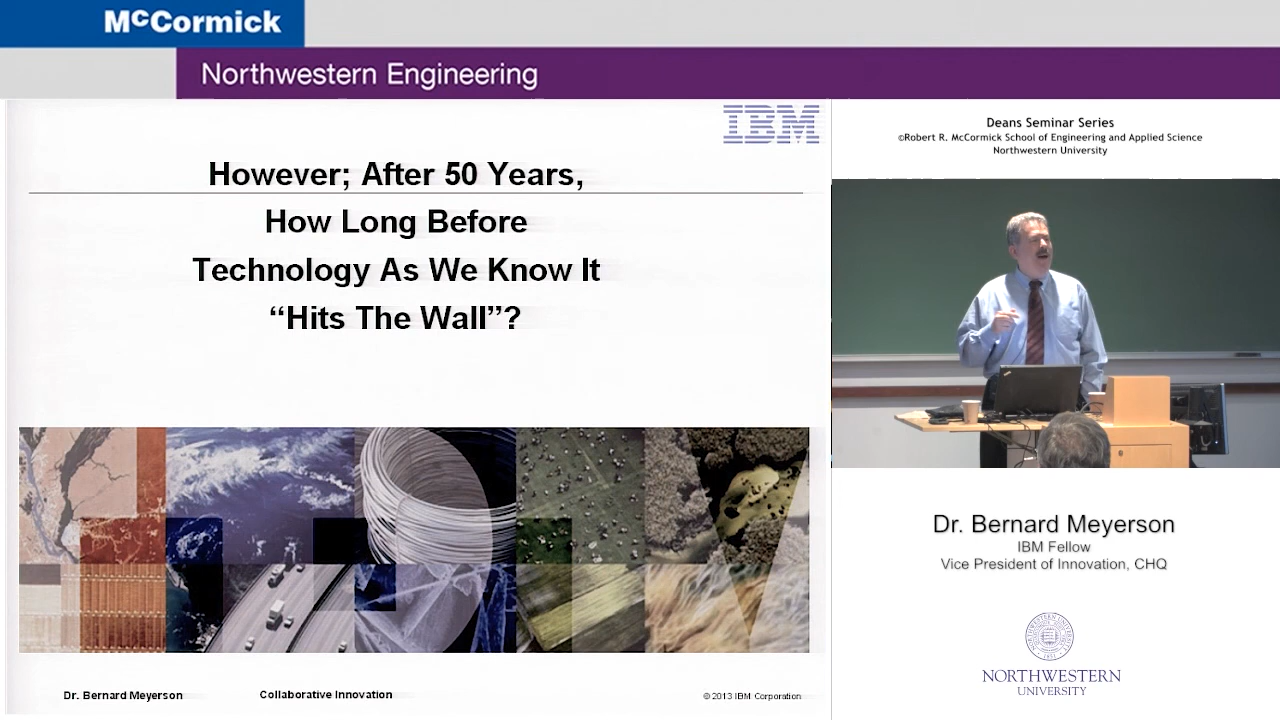 McCormick
Northwestern Engineering
IBM
However; After 50 Years,
How Long Before
Technology As We Know It
“Hits The Wall”?
Dr. Bernard Meyerson
Collaborative Innovation
© 2013 IBM Corporation
Deans Seminar Series
©Robert R. McCormick School of Engineering and Applied Science
Northwestern University
Dr. Bernard Meyerson
IBM Fellow
Vice President of Innovation, CHQ
NORTHWESTERN
UNIVERSITY